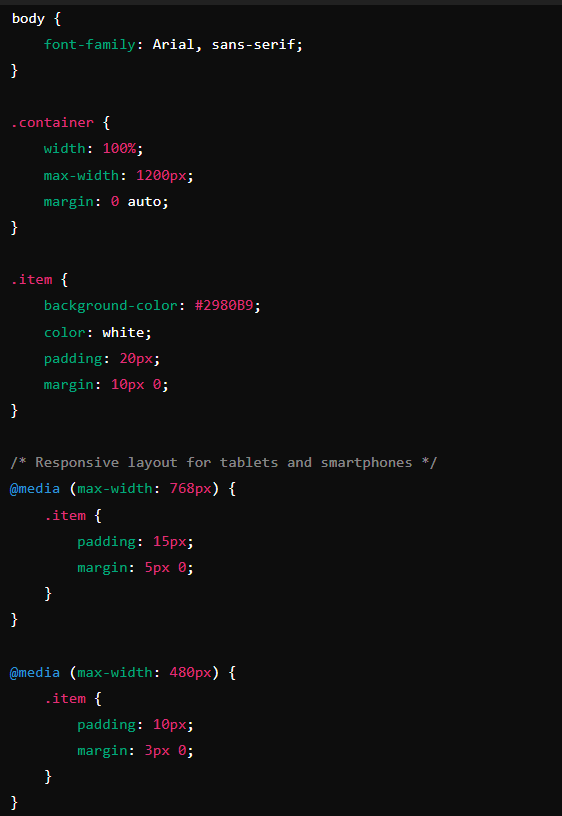 body {
    font-family: Arial, sans-serif;
}

.container {
    width: 100%;
    max-width: 1200px;
    margin: 0 auto;
}

.item {
    background-color: #2980B9;
    color: white;
    padding: 20px;
    margin: 10px 0;
}

/* Responsive layout for tablets and smartphones */
@media (max-width: 768px) {
    .item {
        padding: 15px;
        margin: 5px 0;
    }
}

@media (max-width: 480px) {
    .item {
        padding: 10px;
        margin: 3px 0;
    }
}